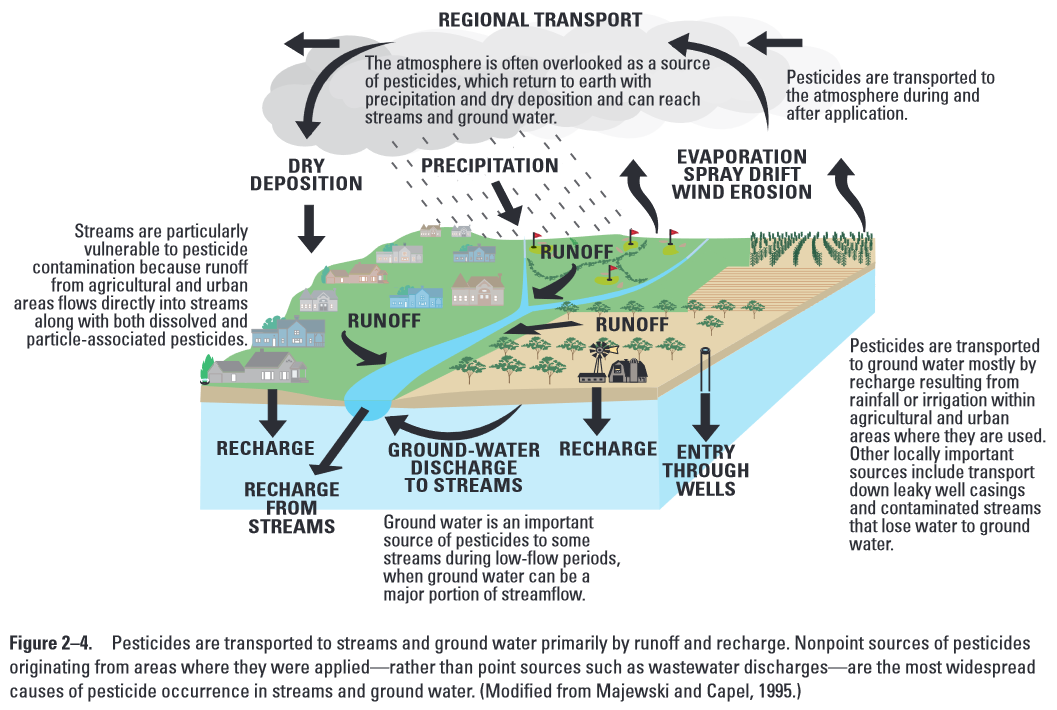 REGIONAL TRANSPORT
The atmosphere is often overlooked as a source
of pesticides, which return to earth with
precipitation and dry deposition and can reach
streams and ground water.
Pesticides are transported to
the atmosphere during and
after application.
DRY
DEPOSITION
PRECIPITATION
EVAPORATION
SPRAY DRIFT
WIND EROSION
Streams are particularly
vulnerable to pesticide
contamination because runoff
from agricultural and urban
areas flows directly into streams
along with both dissolved and
particle-associated pesticides.
RUNOFF
RUNOFF
RUNOFF
Pesticides are transported
to ground water mostly by
recharge resulting from
rainfall or irrigation within
agricultural and urban
areas where they are used.
Other locally important
sources include transport
down leaky well casings
and contaminated streams
that lose water to ground
water.
RECHARGE
RECHARGE
FROM
STREAMS
GROUND-WATER
DISCHARGE
TO STREAMS
RECHARGE
ENTRY
THROUGH
WELLS
Ground water is an important
source of pesticides to some
streams during low-flow periods,
when ground water can be a
major portion of streamflow.
Figure 2–4. Pesticides are transported to streams and ground water primarily by runoff and recharge. Nonpoint sources of pesticides
originating from areas where they were applied—rather than point sources such as wastewater discharges—are the most widespread
causes of pesticide occurrence in streams and ground water. (Modified from Majewski and Capel, 1995.)